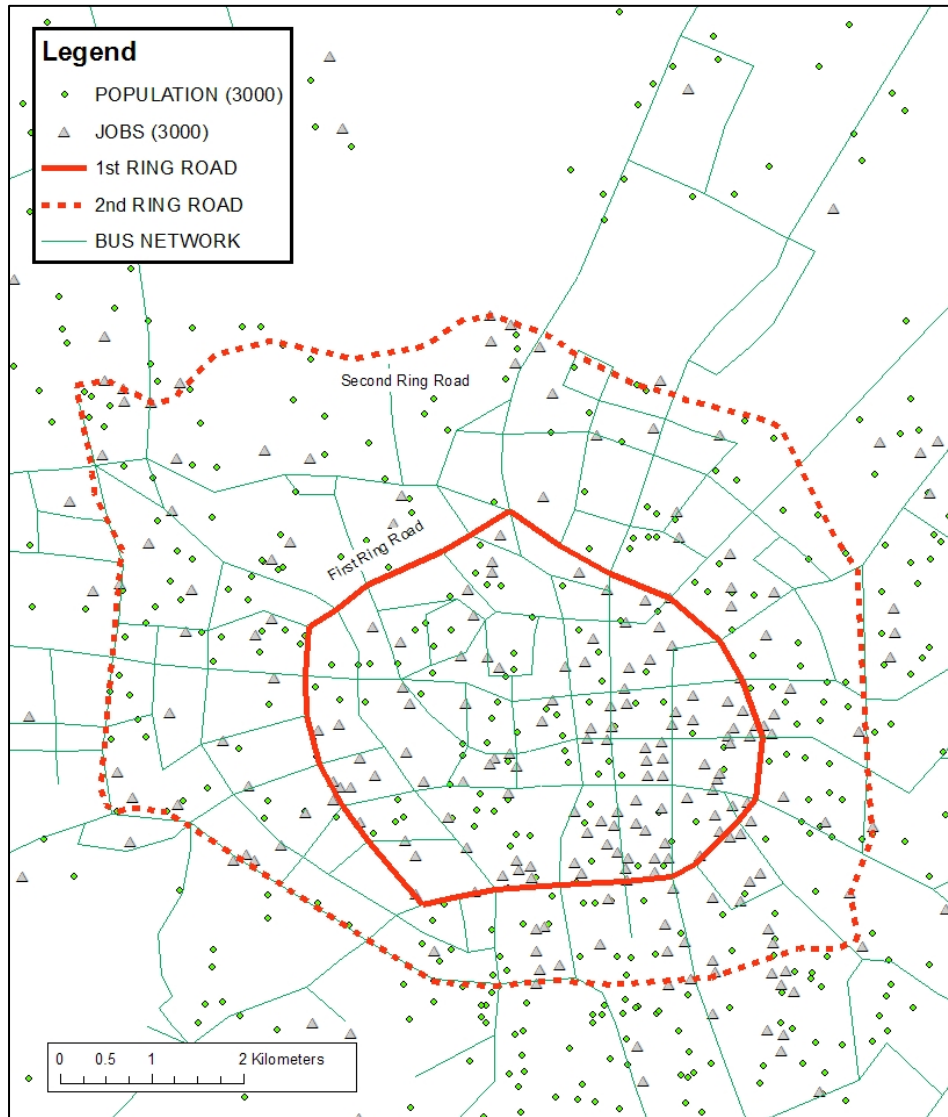 Legend
POPULATION (3000)
JOBS (3000)
1st RING ROAD
2nd RING ROAD
BUS NETWORK
Second Ring Road
First Ring Road
0 0.5 1 2 Kilometers